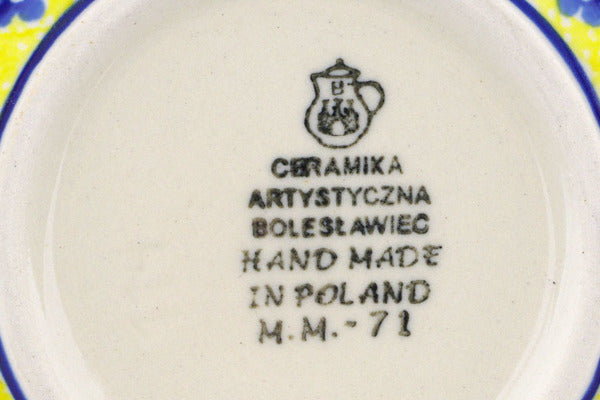 B
CERAMIKA
ARTYSTYCZNA
BOLESŁAWIEC
HAND MADE
IN POLAND
M.M.-71